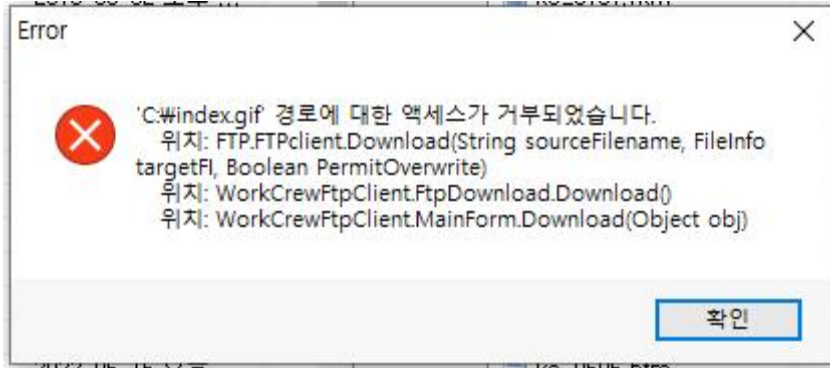 Error
'C:₩index.gif' 경로에 대한 액세스가 거부되었습니다.
위치: FTP.FTPclient.Download(String sourceFilename, FileInfo
targetFI, Boolean PermitOverwrite)
위치: WorkCrewFtpClient.FtpDownload.Download()
위치: WorkCrewFtpClient.MainForm.Download(Object obj)
확인